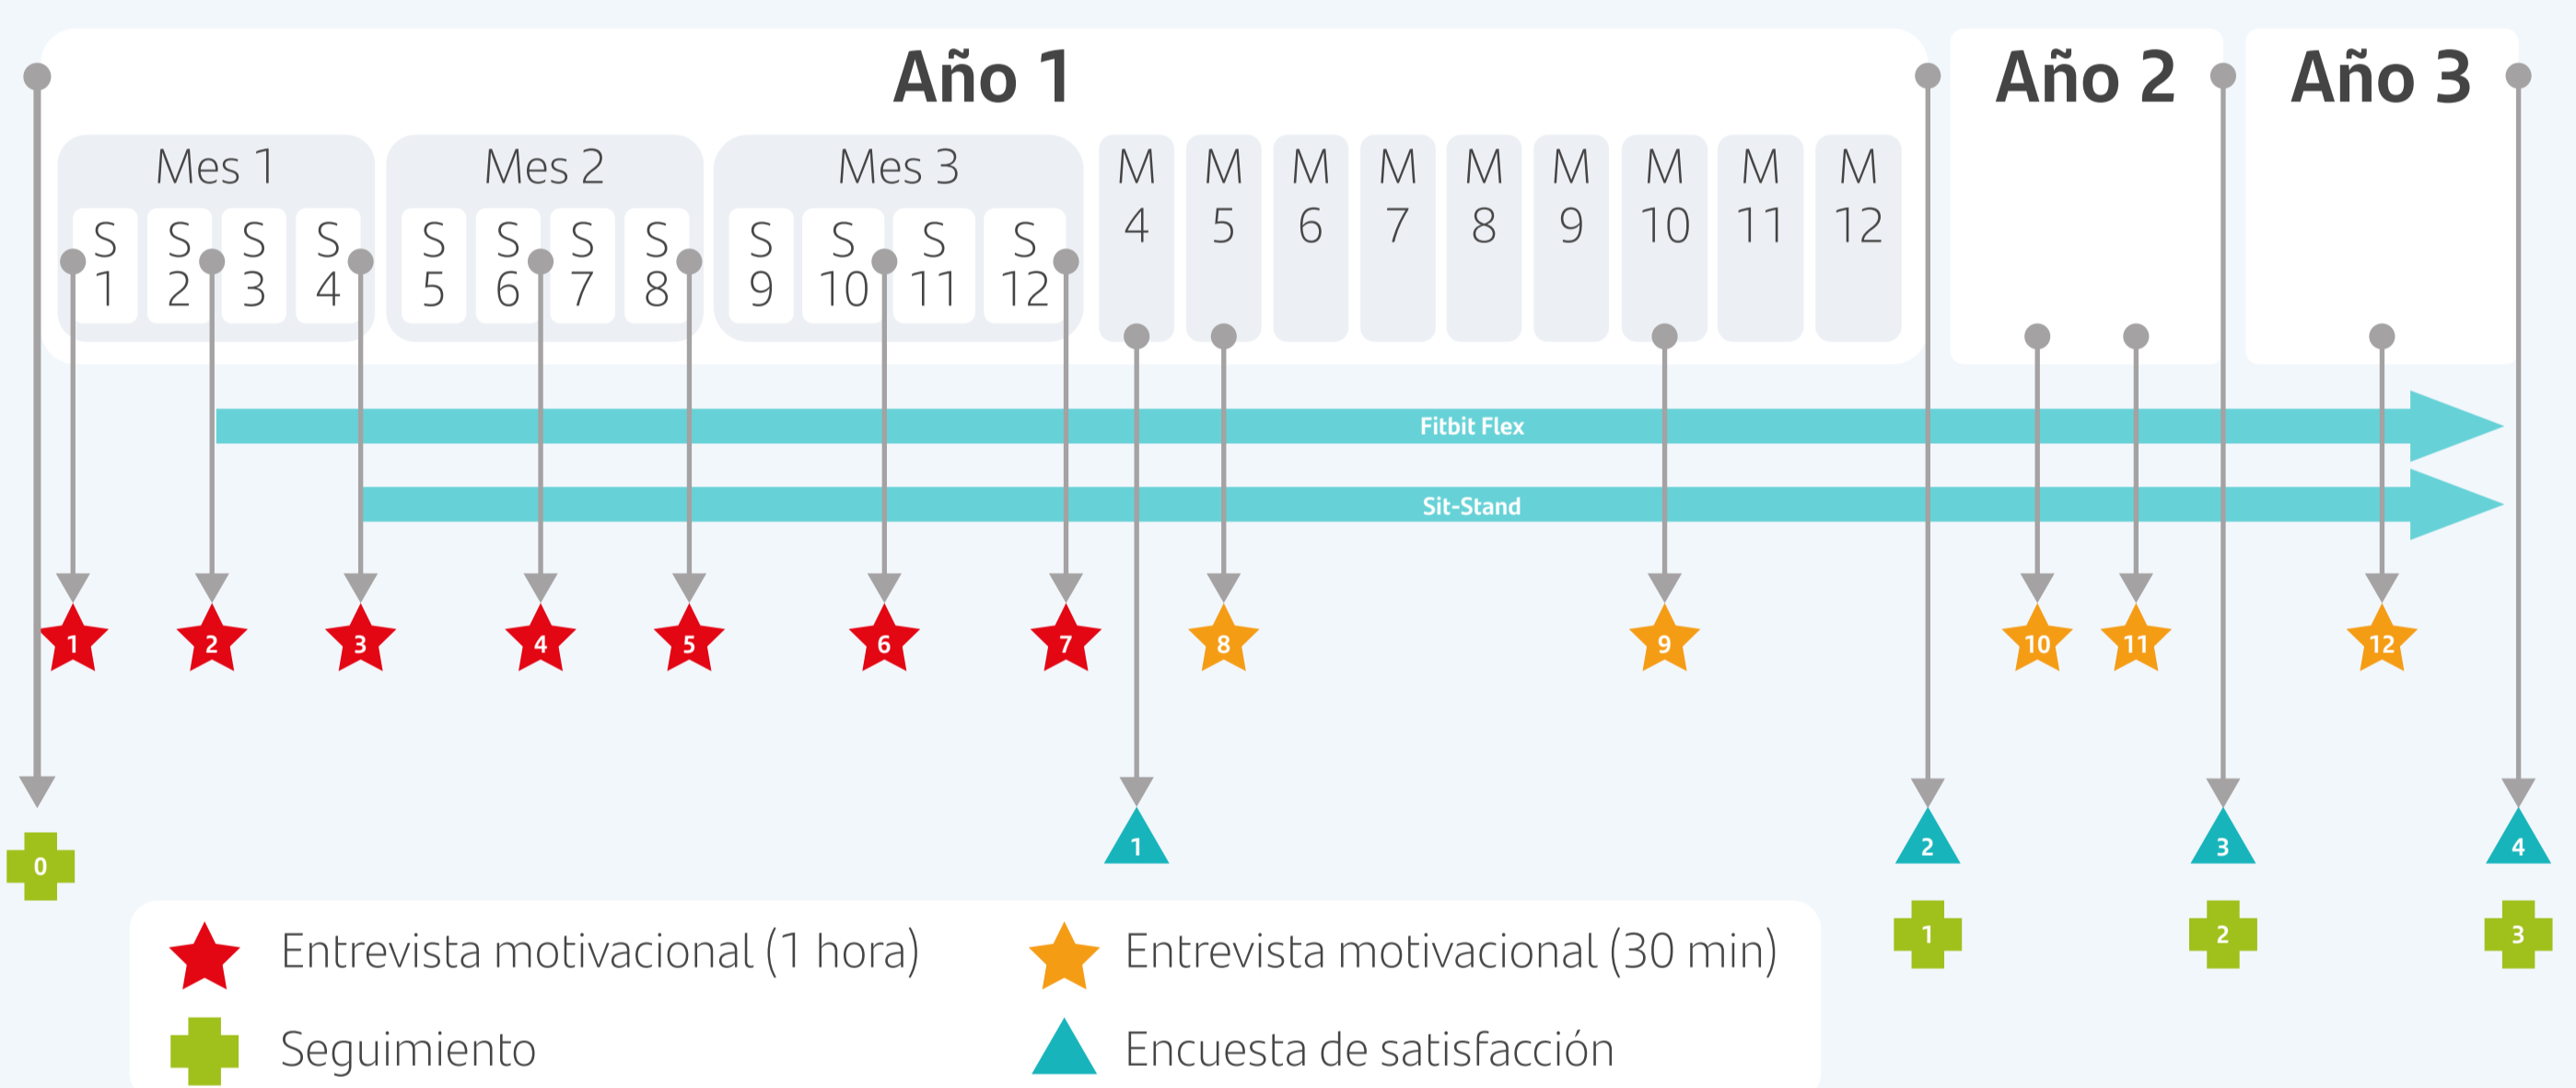 Año 1
Año 2
Año 3
Mes 1
Mes 2
Mes 3
M 4
M 5
M 6
M 7
M 8
M 9
M 10
M 11
M 12
S 1
S 2
S 3
S 4
S 5
S 6
S 7
S 8
S 9
S 10
S 11
S 12
Fitbit Flex
Sit-Stand
1
2
3
4
5
6
7
8
9
10
11
12
1
2
3
4
0
1
2
3
Entrevista motivacional (1 hora)
Entrevista motivacional (30 min)
Seguimiento
Encuesta de satisfacción